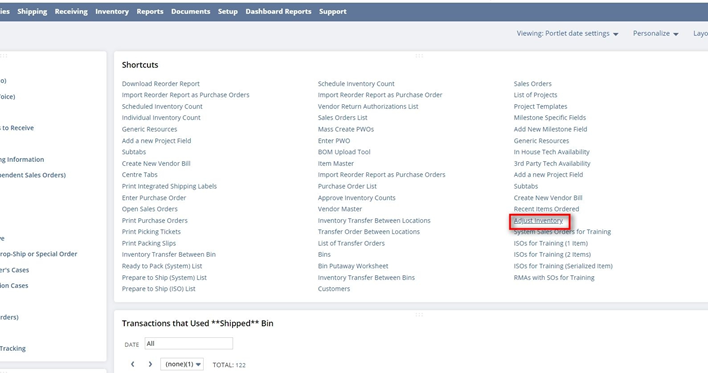 ies Shipping Receiving Inventory Reports Documents Setup Dashboard Reports Support
Viewing: Portlet date settings Personalize Layo
o)
oice)
s to Receive
ng Information
pendent Sales Orders)
ve
rop-Ship or Special Order
er's Cases
ion Cases
rders)
Tracking
Shortcuts
Download Reorder Report
Import Reorder Report as Purchase Orders
Scheduled Inventory Count
Individual Inventory Count
Generic Resources
Add a new Project Field
Subtabs
Create New Vendor Bill
Centre Tabs
Print Integrated Shipping Labels
Enter Purchase Order
Open Sales Orders
Print Purchase Orders
Print Picking Tickets
Print Packing Slips
Inventory Transfer Between Bin
Ready to Pack (System) List
Prepare to Ship (System) List
Prepare to Ship (ISO) List
Schedule Inventory Count
Import Reorder Report as Purchase Order
Vendor Return Authorizations List
Sales Orders List
Mass Create PWOs
Enter PWO
BOM Upload Tool
Item Master
Import Reorder Report as Purchase Orders
Purchase Order List
Approve Inventory Counts
Vendor Master
Inventory Transfer Between Locations
Transfer Order Between Locations
List of Transfer Orders
Bins
Bin Putaway Worksheet
Inventory Transfer Between Bins
Customers
Sales Orders
List of Projects
Project Templates
Milestone Specific Fields
Add New Milestone Field
Generic Resources
In House Tech Availability
3rd Party Tech Availability
Add a new Project Field
Subtabs
Create New Vendor Bill
Recent Items Ordered
Adjust Inventory
System Sales Orders for Training
ISOs for Training (1 Item)
ISOs for Training (2 Items)
ISOs for Training (Serialized Item)
RMAs with SOs for Training
Transactions that Used **Shipped** Bin
DATE All
(none)(1) TOTAL: 122